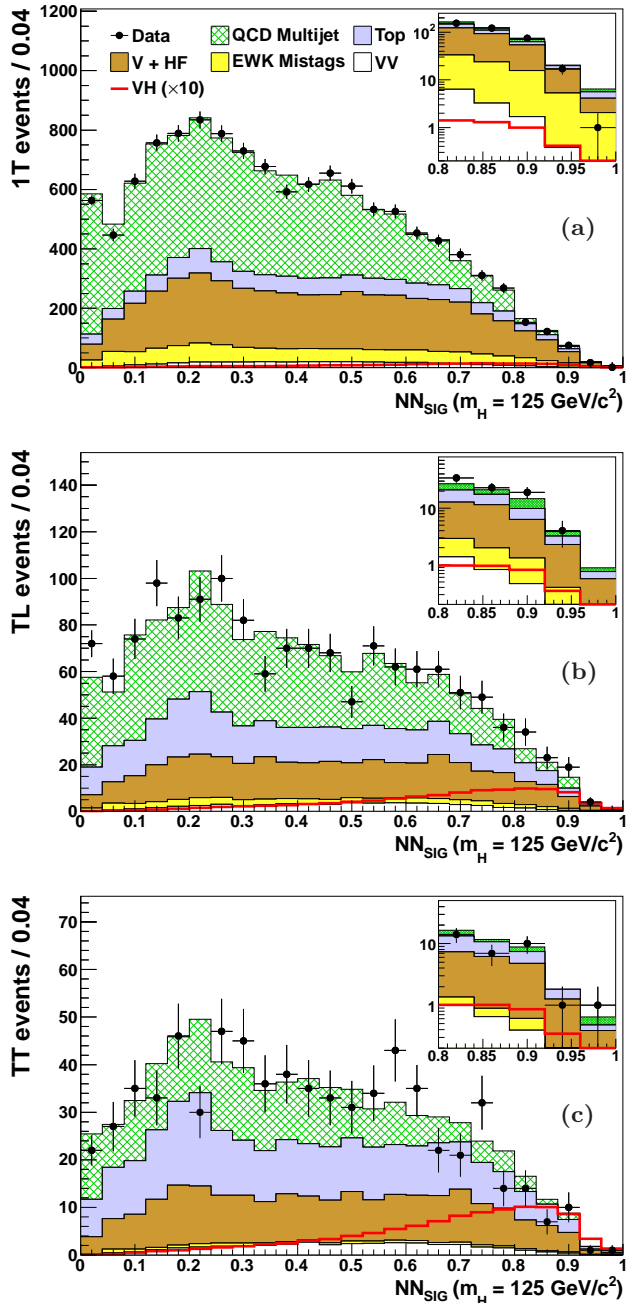 1T events / 0.04
1200
1000
800
600
400
200
0
Data
QCD Multijet
Top
V + HF
EWK Mistags
VV
VH (×10)
10²
10
1
0.8 0.85 0.9 0.95 1
(a)
0 0.1 0.2 0.3 0.4 0.5 0.6 0.7 0.8 0.9 1
NN_SIG (m_H = 125 GeV/c²)
TL events / 0.04
140
120
100
80
60
40
20
0
10
1
0.8 0.85 0.9 0.95 1
(b)
0 0.1 0.2 0.3 0.4 0.5 0.6 0.7 0.8 0.9 1
NN_SIG (m_H = 125 GeV/c²)
TT events / 0.04
70
60
50
40
30
20
10
0
10
1
0.8 0.85 0.9 0.95 1
(c)
0 0.1 0.2 0.3 0.4 0.5 0.6 0.7 0.8 0.9 1
NN_SIG (m_H = 125 GeV/c²)